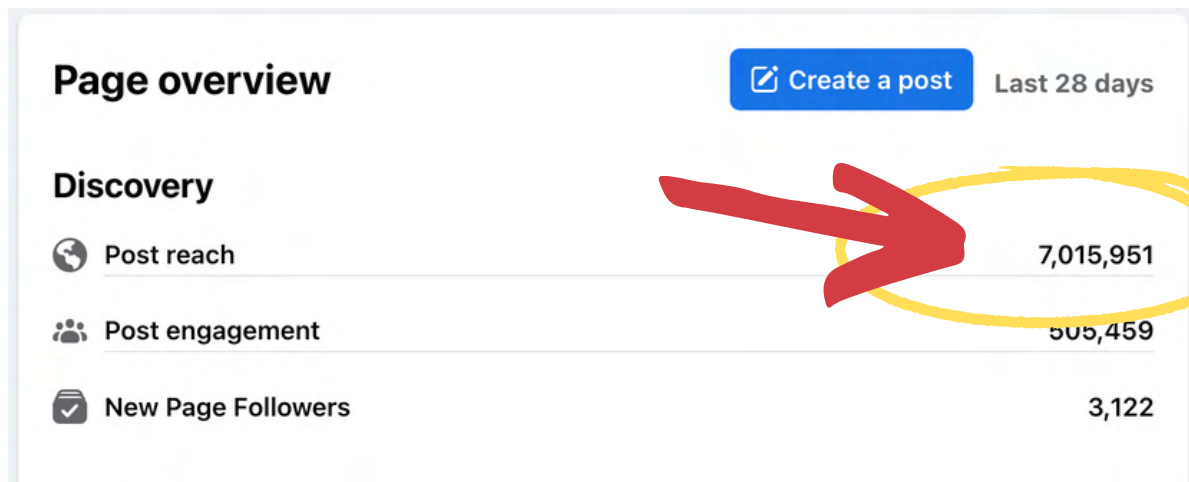 Page overview
Create a post
Last 28 days
Discovery
Post reach 7,015,951
Post engagement 505,459
New Page Followers 3,122